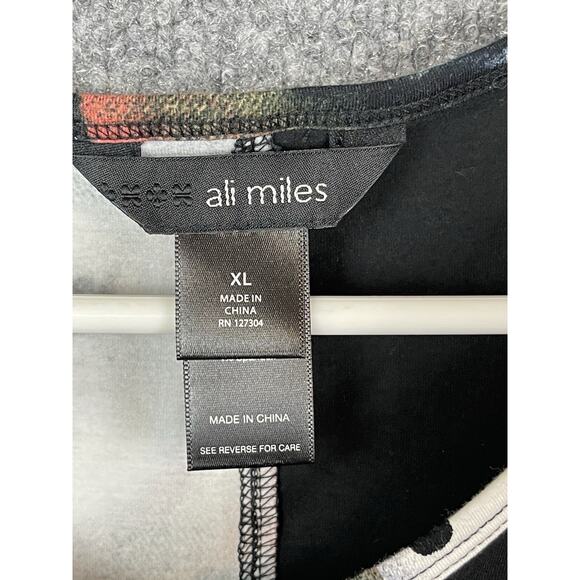 ali miles
XL
MADE IN
CHINA
RN 127304
MADE IN CHINA
SEE REVERSE FOR CARE